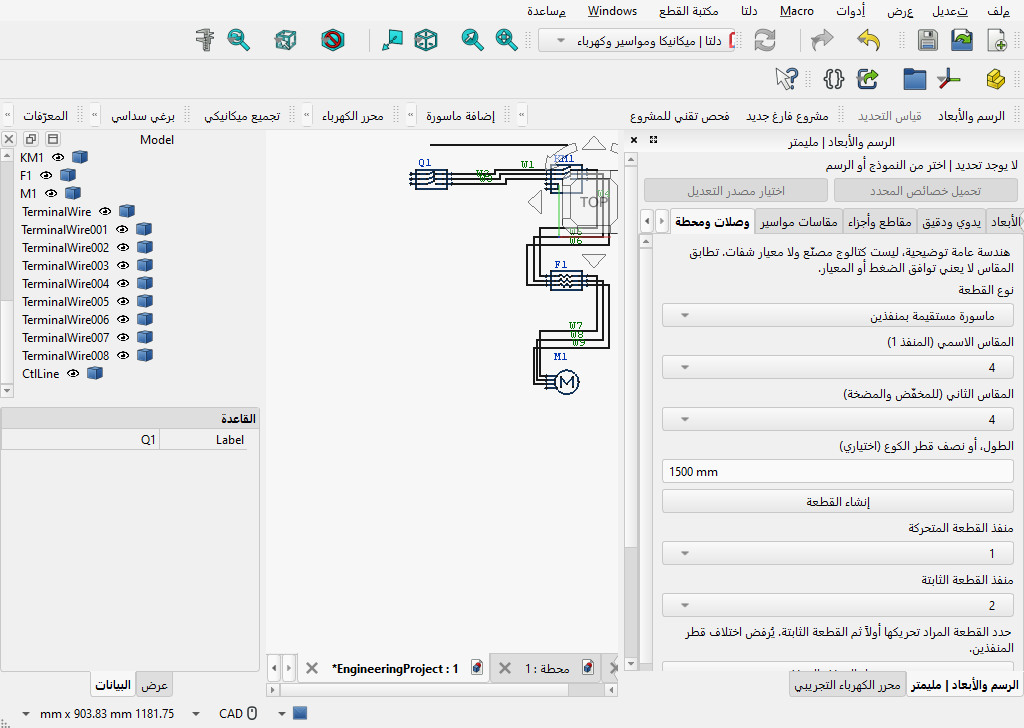 ملف تعديل عرض أدوات Macro دلتا مكتبة القطع Windows مساعدة
دلتا | ميكانيكا ومواسير وكهرباء
الرسم والأبعاد قياس التحديد مشروع فارغ جديد فحص تقني للمشروع
إضافة ماسورة محرر الكهرباء تجميع ميكانيكي برغي سداسي المعرّفات
Model
KM1
F1
M1
TerminalWire
TerminalWire001
TerminalWire002
TerminalWire003
TerminalWire004
TerminalWire005
TerminalWire006
TerminalWire007
TerminalWire008
CtlLine
القاعدة
Label Q1
عرض البيانات
Q1
W1
KM1
TOP
W6
F1
W7
W8
W9
M1
M
محطة : 1
EngineeringProject : 1*
الرسم والأبعاد | مليمتر
لا يوجد تحديد | اختر من النموذج أو الرسم
تحميل خصائص المحدد اختيار مصدر التعديل
الأبعاد يدوي ودقيق مقاطع وأجزاء مقاسات مواسير وصلات ومحطة
هندسة عامة توضيحية، ليست كتالوج مصنّع ولا معيار شفات. تطابق
المقاس لا يعني توافق الضغط أو المعيار.
نوع القطعة
ماسورة مستقيمة بمنفذين
المقاس الاسمي (المنفذ 1)
4
المقاس الثاني (للمخفّض والمضخة)
4
الطول، أو نصف قطر الكوع (اختياري)
1500 mm
إنشاء القطعة
منفذ القطعة المتحركة
1
منفذ القطعة الثابتة
2
حدد القطعة المراد تحريكها أولاً ثم القطعة الثابتة. يُرفض اختلاف قطر
المنفذين.
الرسم والأبعاد | مليمتر محرر الكهرباء التجريبي
CAD
mm x 903.83 mm 1181.75